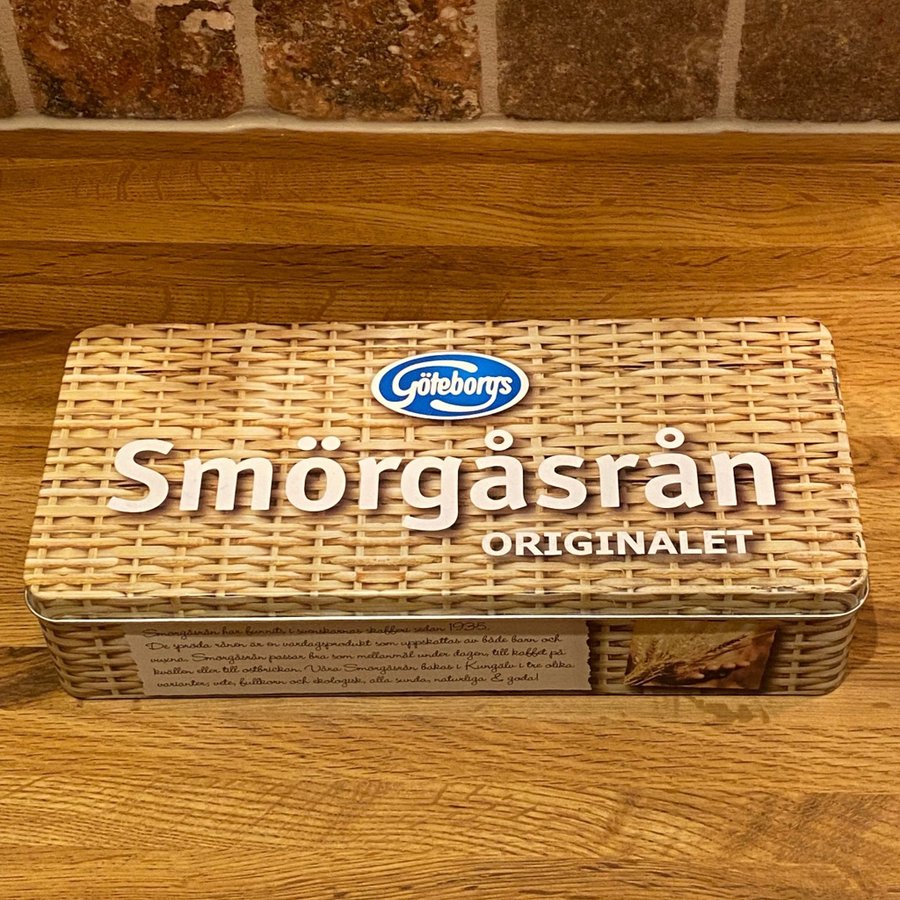 Göteborgs
Smörgåsrån
ORIGINALET
Smörgåsrån har funnits i svenskarnas skafferi sedan 1935.
De spröda rånen är en vardagsprodukt som uppskattas av både barn och
vuxna. Smörgåsrån passar bra som mellanmål under dagen, till kaffet på
kvällen eller till ostbrickan. Våra Smörgåsrån bakas i Kungälv i tre olika
varianter, vete, fullkorn och ekologisk, alla sunda, naturliga & goda!